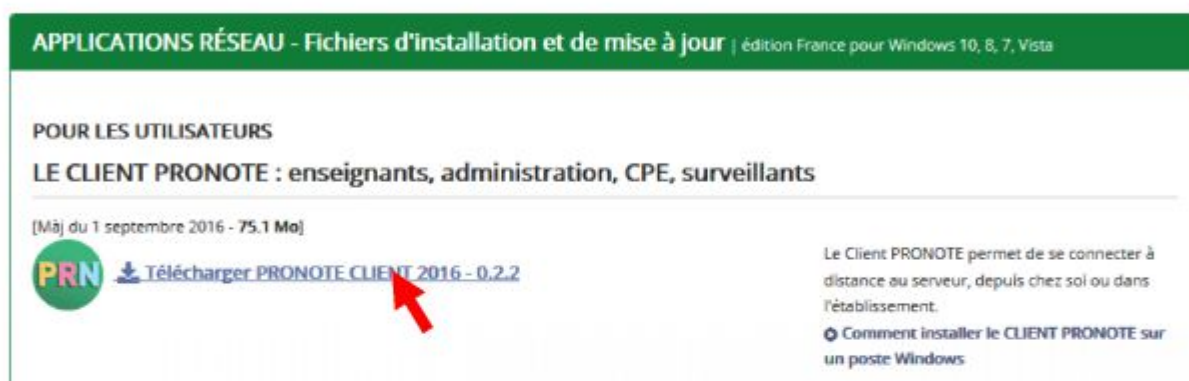 APPLICATIONS RÉSEAU - Fichiers d'installation et de mise à jour | édition France pour Windows 10, 8, 7, Vista
POUR LES UTILISATEURS
LE CLIENT PRONOTE : enseignants, administration, CPE, surveillants
[Màj du 1 septembre 2016 - 75.1 Mo]
PRN
Télécharger PRONOTE CLIENT 2016 - 0.2.2
Le Client PRONOTE permet de se connecter à
distance au serveur, depuis chez soi ou dans
l'établissement.
Comment installer le CLIENT PRONOTE sur
un poste Windows